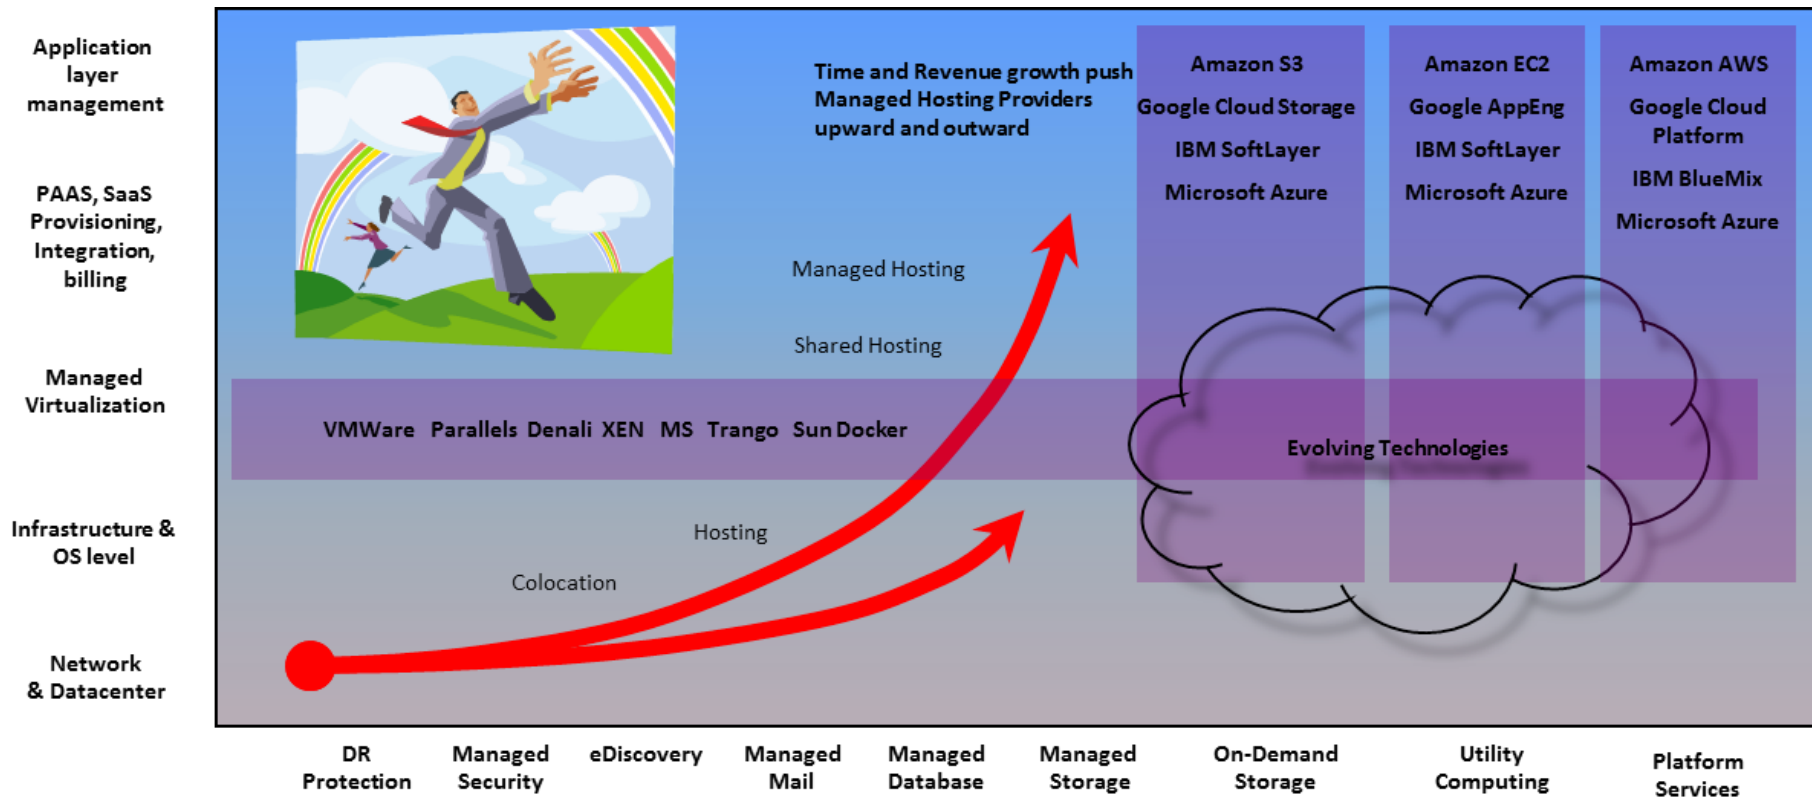 Application
layer
management
PAAS, SaaS
Provisioning,
Integration,
billing
Managed
Virtualization
Infrastructure &
OS level
Network
& Datacenter
Time and Revenue growth push
Managed Hosting Providers
upward and outward
Managed Hosting
Shared Hosting
VMWare Parallels Denali XEN MS Trango Sun Docker
Hosting
Colocation
Amazon S3
Google Cloud Storage
IBM SoftLayer
Microsoft Azure
Amazon EC2
Google AppEng
IBM SoftLayer
Microsoft Azure
Amazon AWS
Google Cloud
Platform
IBM BlueMix
Microsoft Azure
Evolving Technologies
DR
Protection
Managed
Security
eDiscovery
Managed
Mail
Managed
Database
Managed
Storage
On-Demand
Storage
Utility
Computing
Platform
Services